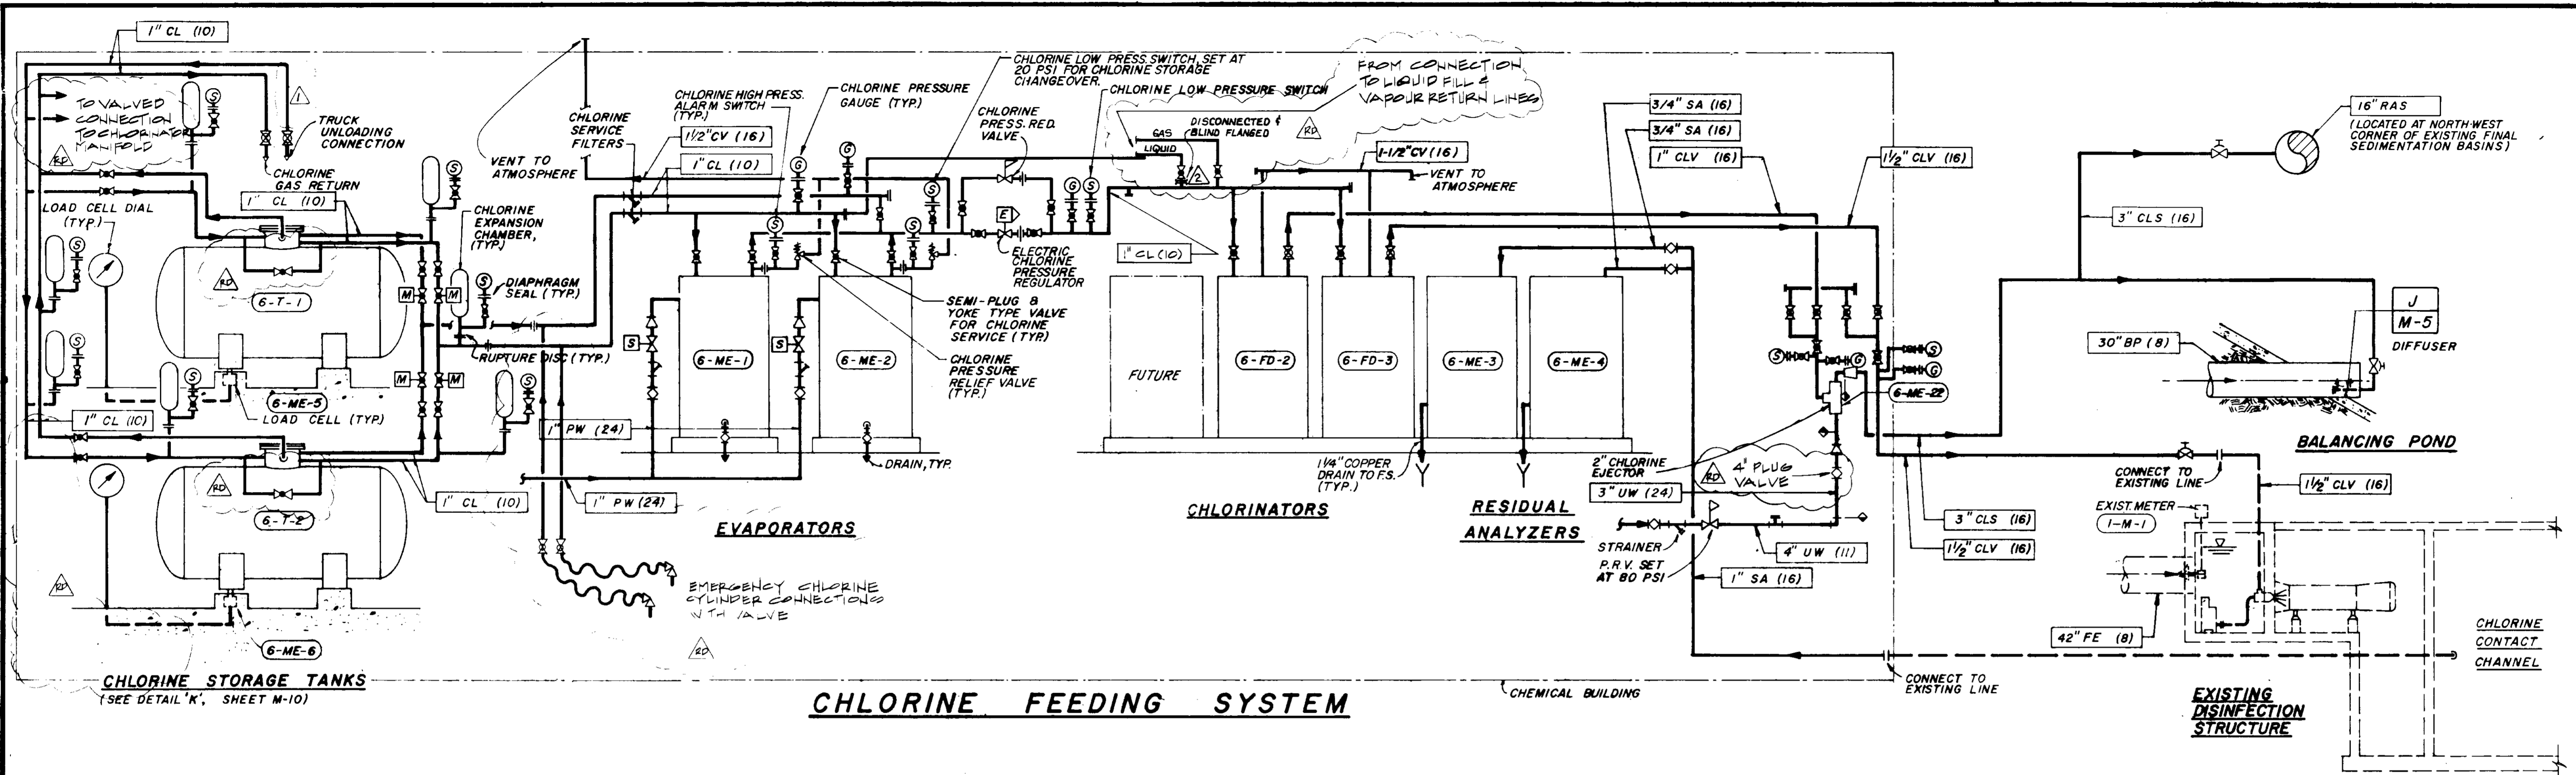 1" CL (10)
TO VALVED
CONNECTION
TO CHLORINATOR
MANIFOLD
RD
S
1
TRUCK
UNLOADING
CONNECTION
CHLORINE
GAS RETURN
1" CL (10)
LOAD CELL DIAL
(TYP.)
S
S
CHLORINE
EXPANSION
CHAMBER,
(TYP.)
RD
6-T-1
M
M
S
DIAPHRAGM
SEAL (TYP.)
RUPTURE DISC (TYP.)
S
S
M
M
S
6-ME-5
LOAD CELL (TYP.)
1" CL (10)
RD
6-T-2
1" CL (10)
RD
6-ME-6
CHLORINE STORAGE TANKS
(SEE DETAIL 'K', SHEET M-10)
VENT TO
ATMOSPHERE
CHLORINE
SERVICE
FILTERS
CHLORINE HIGH PRESS.
ALARM SWITCH
(TYP.)
1 1/2" CV (16)
1" CL (10)
CHLORINE PRESSURE
GAUGE (TYP.)
G
G
CHLORINE LOW PRESS. SWITCH, SET AT
20 PSI FOR CHLORINE STORAGE
CHANGEOVER.
CHLORINE
PRESS. RED.
VALVE
CHLORINE LOW PRESSURE SWITCH
FROM CONNECTION
TO LIQUID FILL &
VAPOUR RETURN LINES
GAS
LIQUID
DISCONNECTED &
BLIND FLANGED
RD
2
1-1/2" CV (16)
VENT TO
ATMOSPHERE
S
S
S
G
S
E
ELECTRIC
CHLORINE
PRESSURE
REGULATOR
1" CL (10)
SEMI-PLUG &
YOKE TYPE VALVE
FOR CHLORINE
SERVICE (TYP)
CHLORINE
PRESSURE
RELIEF VALVE
(TYP.)
S
S
6-ME-1
6-ME-2
1" PW (24)
DRAIN, TYP.
1" PW (24)
EVAPORATORS
EMERGENCY CHLORINE
CYLINDER CONNECTIONS
WITH VALVE
RD
FUTURE
6-FD-2
6-FD-3
6-ME-3
6-ME-4
1 1/4" COPPER
DRAIN TO F.S.
(TYP.)
CHLORINATORS
RESIDUAL
ANALYZERS
3/4" SA (16)
3/4" SA (16)
1" CLV (16)
1 1/2" CLV (16)
S
G
S
G
6-ME-22
2" CHLORINE
EJECTOR
RD
4" PLUG
VALVE
3" UW (24)
STRAINER
P.R.V. SET
AT 80 PSI
4" UW (11)
1" SA (16)
CHEMICAL BUILDING
CONNECT TO
EXISTING LINE
CHLORINE FEEDING SYSTEM
16" RAS
(LOCATED AT NORTH-WEST
CORNER OF EXISTING FINAL
SEDIMENTATION BASINS)
3" CLS (16)
J
M-5
DIFFUSER
30" BP (8)
BALANCING POND
CONNECT TO
EXISTING LINE
1 1/2" CLV (16)
3" CLS (16)
1 1/2" CLV (16)
EXIST. METER
1-M-1
42" FE (8)
CHLORINE
CONTACT
CHANNEL
EXISTING
DISINFECTION
STRUCTURE